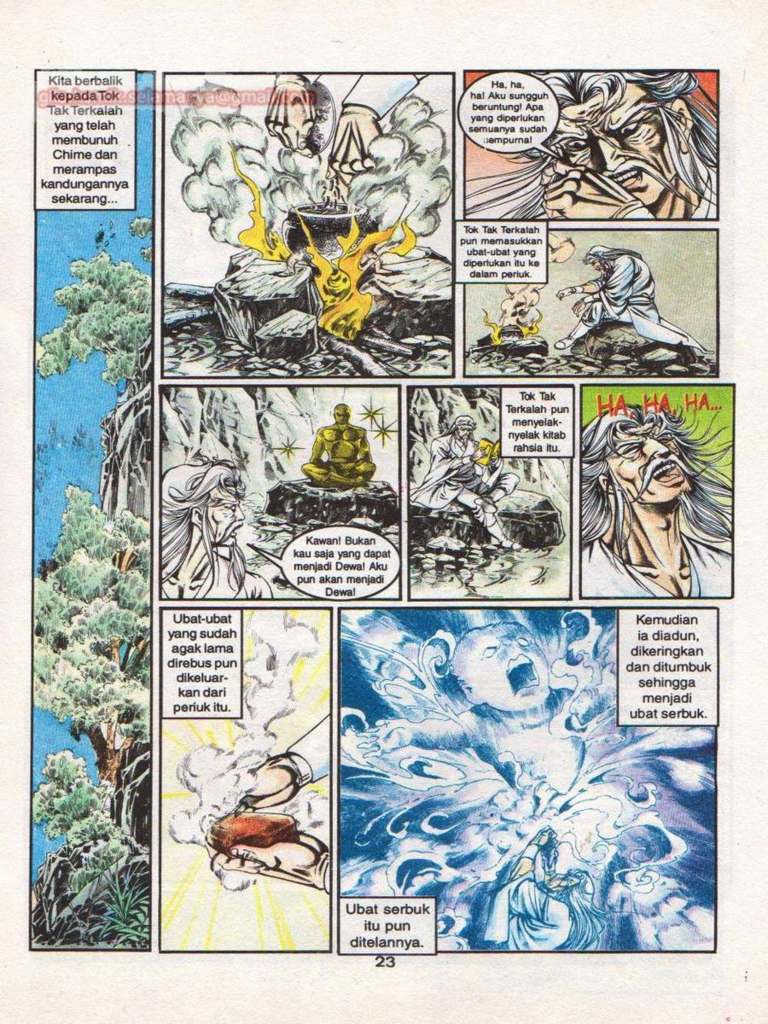 Kita berbalik
kepada Tok
Tak Terkalah
yang telah
membunuh
Chime dan
merampas
kandungannya
sekarang...
Ha, ha,
ha! Aku sungguh
beruntung! Apa
yang diperlukan
semuanya sudah
sempurna!
Tok Tak Terkalah
pun memasukkan
ubat-ubat yang
diperlukan itu ke
dalam periuk.
Kawan! Bukan
kau saja yang dapat
menjadi Dewa! Aku
pun akan menjadi
Dewa!
Tok Tak
Terkalah pun
menyelak-
nyelak kitab
rahsia itu.
HA, HA, HA...
Ubat-ubat
yang sudah
agak lama
direbus pun
dikeluar-
kan dari
periuk itu.
Kemudian
ia diadun,
dikeringkan
dan ditumbuk
sehingga
menjadi
ubat serbuk.
Ubat serbuk
itu pun
ditelannya.
23